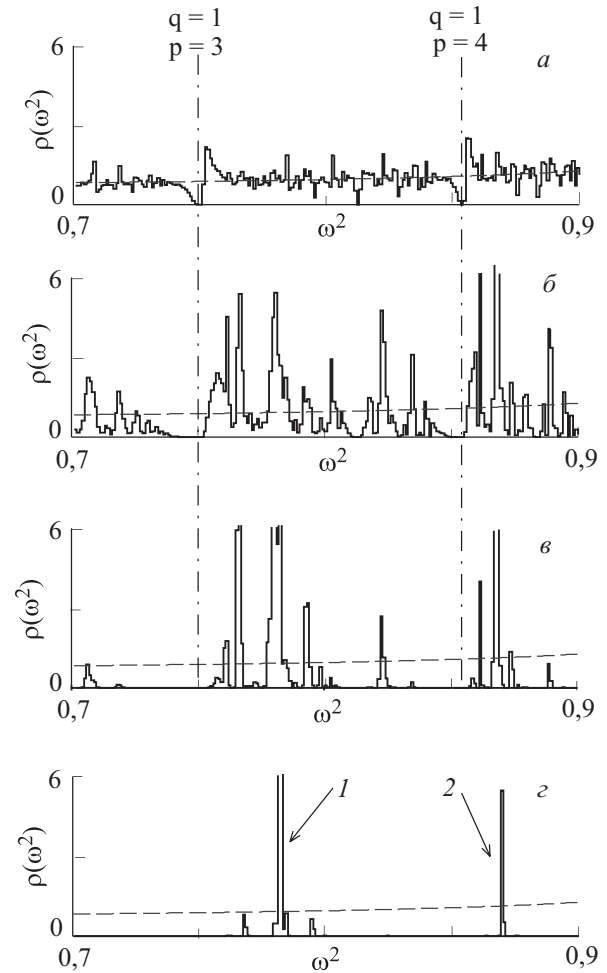 q = 1 q = 1
p = 3 p = 4
6 а
ρ(ω²)
0
0,7 ω² 0,9
6 б
ρ(ω²)
0
0,7 ω² 0,9
6 в
ρ(ω²)
0
0,7 ω² 0,9
6 1 2 г
ρ(ω²)
0
0,7 ω² 0,9